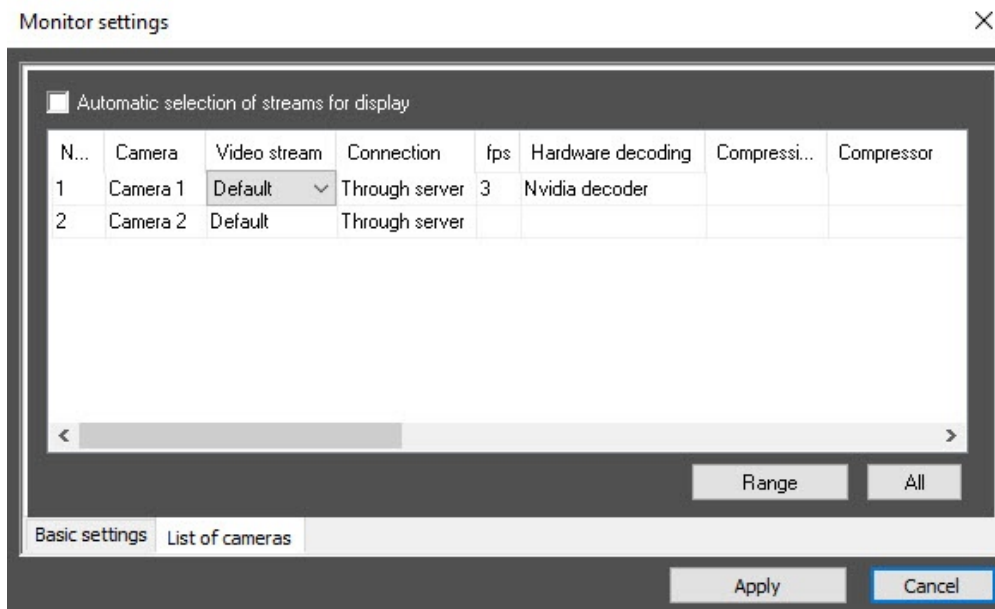 Monitor settings
Automatic selection of streams for display
N... Camera Video stream Connection fps Hardware decoding Compressi... Compressor
1 Camera 1 Default Through server 3 Nvidia decoder
2 Camera 2 Default Through server
Range All
Basic settings List of cameras
Apply Cancel